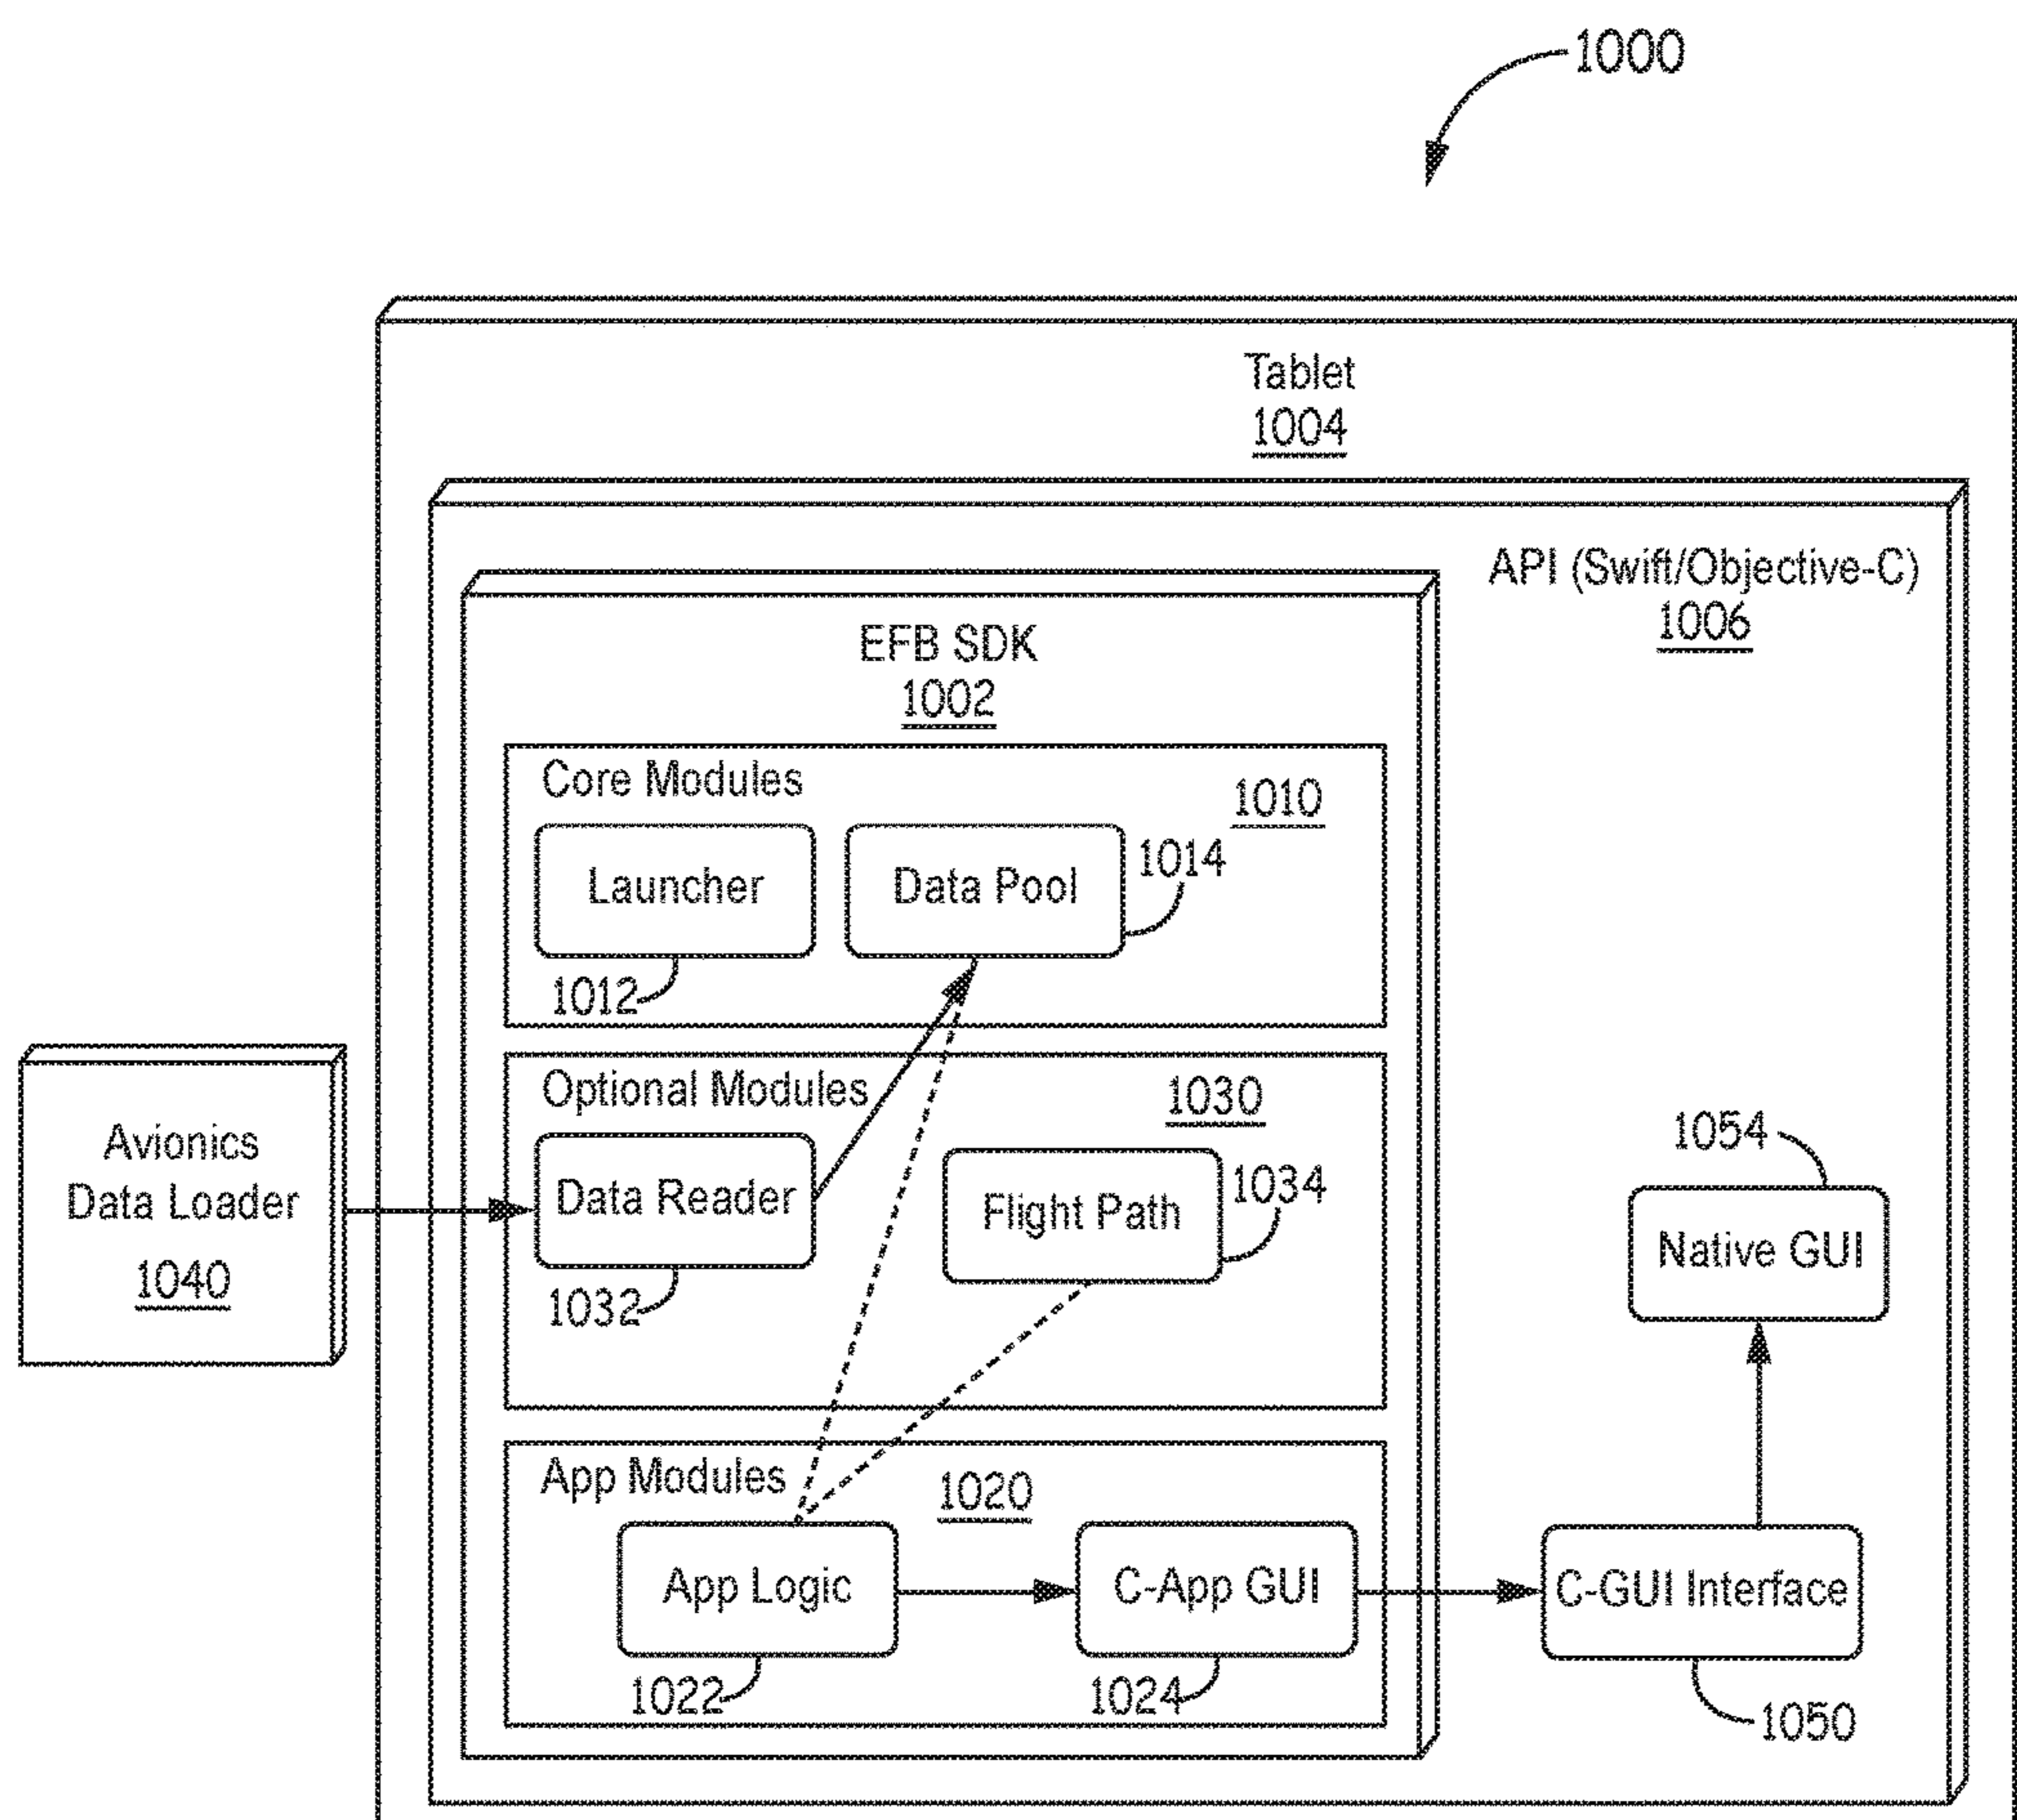 1000
Tablet
1004
API (Swift/Objective-C)
1006
EFB SDK
1002
Core Modules
1010
Launcher
Data Pool
1014
1012
Optional Modules
1030
Avionics
Data Loader
1040
Data Reader
Flight Path
1034
1032
1054
Native GUI
App Modules
1020
App Logic
C-App GUI
C-GUI Interface
1022
1024
1050